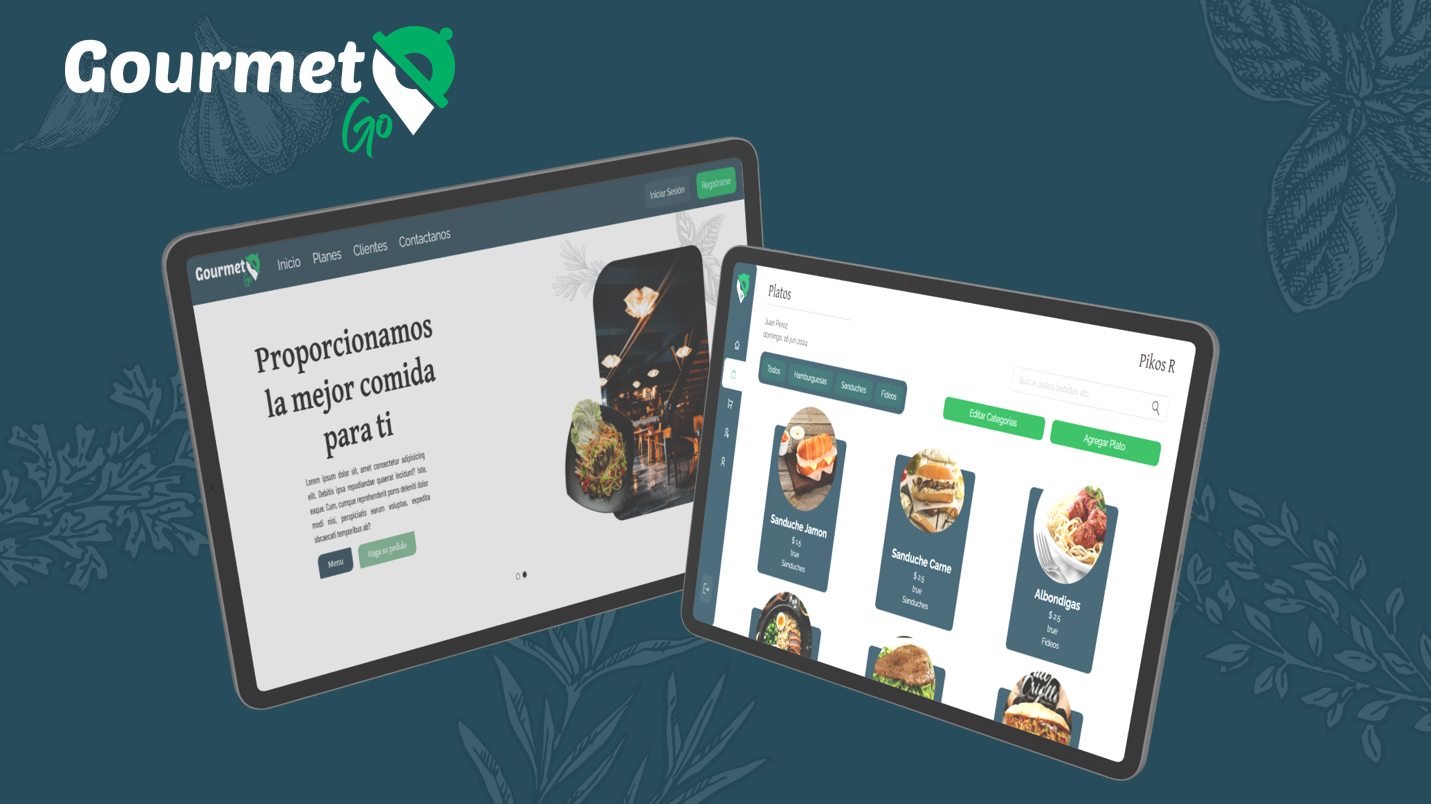 Gourmet
Go
Gourmet
Go
Inicio Planes Clientes Contactanos
Iniciar Sesion Registrarse
Proporcionamos
la mejor comida
para ti
Lorem ipsum dolor sit, amet consectetur adipisicing
elit. Debitis ipsa repudiandae quaerat incidunt? Iste,
eaque. Cum, cumque reprehenderit porro deleniti dolor
modi nisi, perspiciatis earum voluptas, expedita
obcaecati temporibus ab?
Menu Haga su pedido
Platos
Juan Perez
domingo, 16 jun 2024
Pikos R
Todos Hamburguesas Sanduches Fideos
Buscar platos, bebidas, etc.
Editar Categorias Agregar Plato
Sanduche Jamon
$ 1.5
true
Sanduches
Sanduche Carne
$ 2.5
true
Sanduches
Albondigas
$ 2.5
true
Fideos